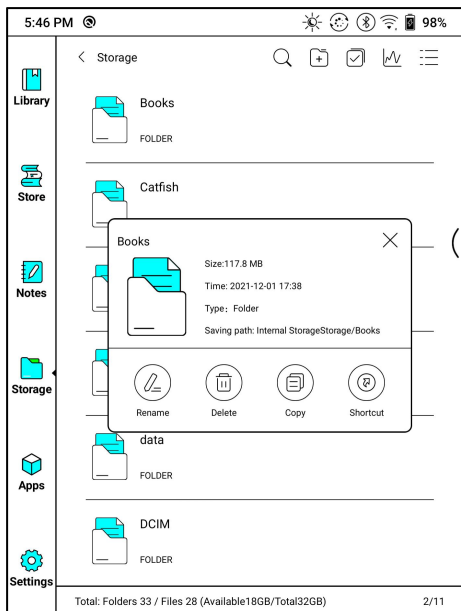 5:46 PM
98%
Storage
Library
Books
FOLDER
Store
Catfish
Books
Size:117.8 MB
Time: 2021-12-01 17:38
Type： Folder
Saving path: Internal StorageStorage/Books
Notes
Rename
Delete
Copy
Shortcut
Storage
data
FOLDER
Apps
DCIM
FOLDER
Settings
Total: Folders 33 / Files 28 (Available18GB/Total32GB)
2/11